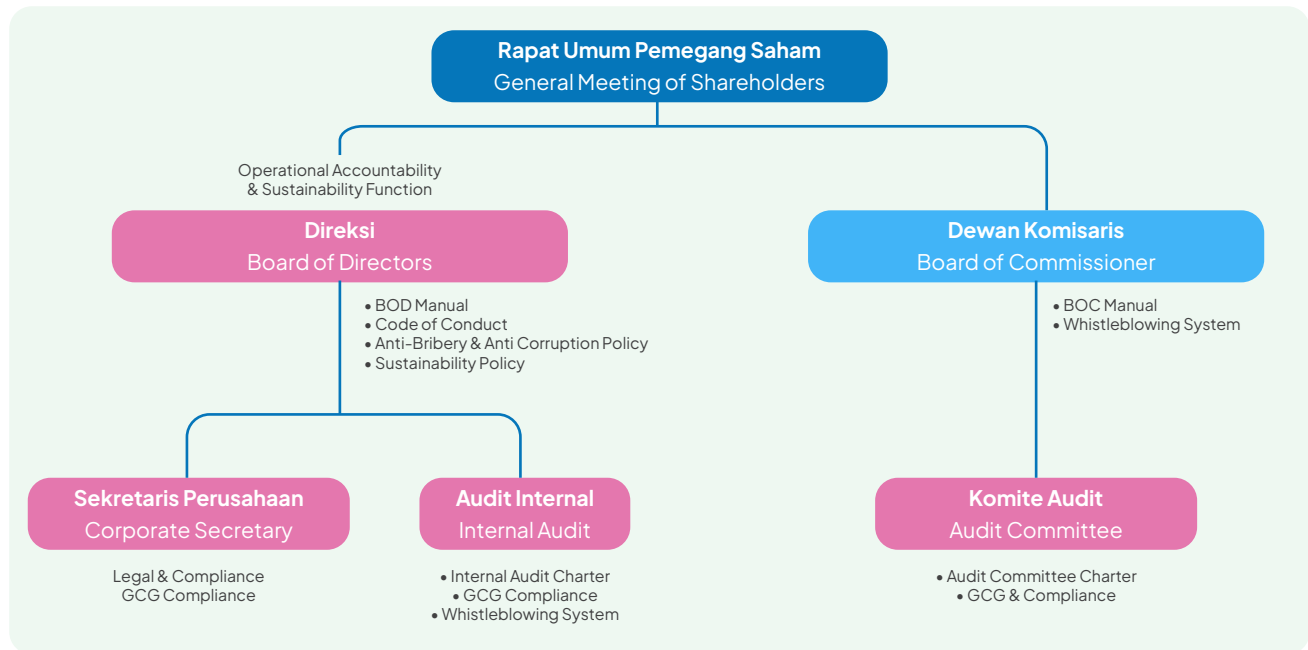 Rapat Umum Pemegang Saham
General Meeting of Shareholders
Operational Accountability
& Sustainability Function
Direksi
Board of Directors
• BOD Manual
• Code of Conduct
• Anti-Bribery & Anti Corruption Policy
• Sustainability Policy
Dewan Komisaris
Board of Commissioner
• BOC Manual
• Whistleblowing System
Sekretaris Perusahaan
Corporate Secretary
Legal & Compliance
GCG Compliance
Audit Internal
Internal Audit
• Internal Audit Charter
• GCG Compliance
• Whistleblowing System
Komite Audit
Audit Committee
• Audit Committee Charter
• GCG & Compliance